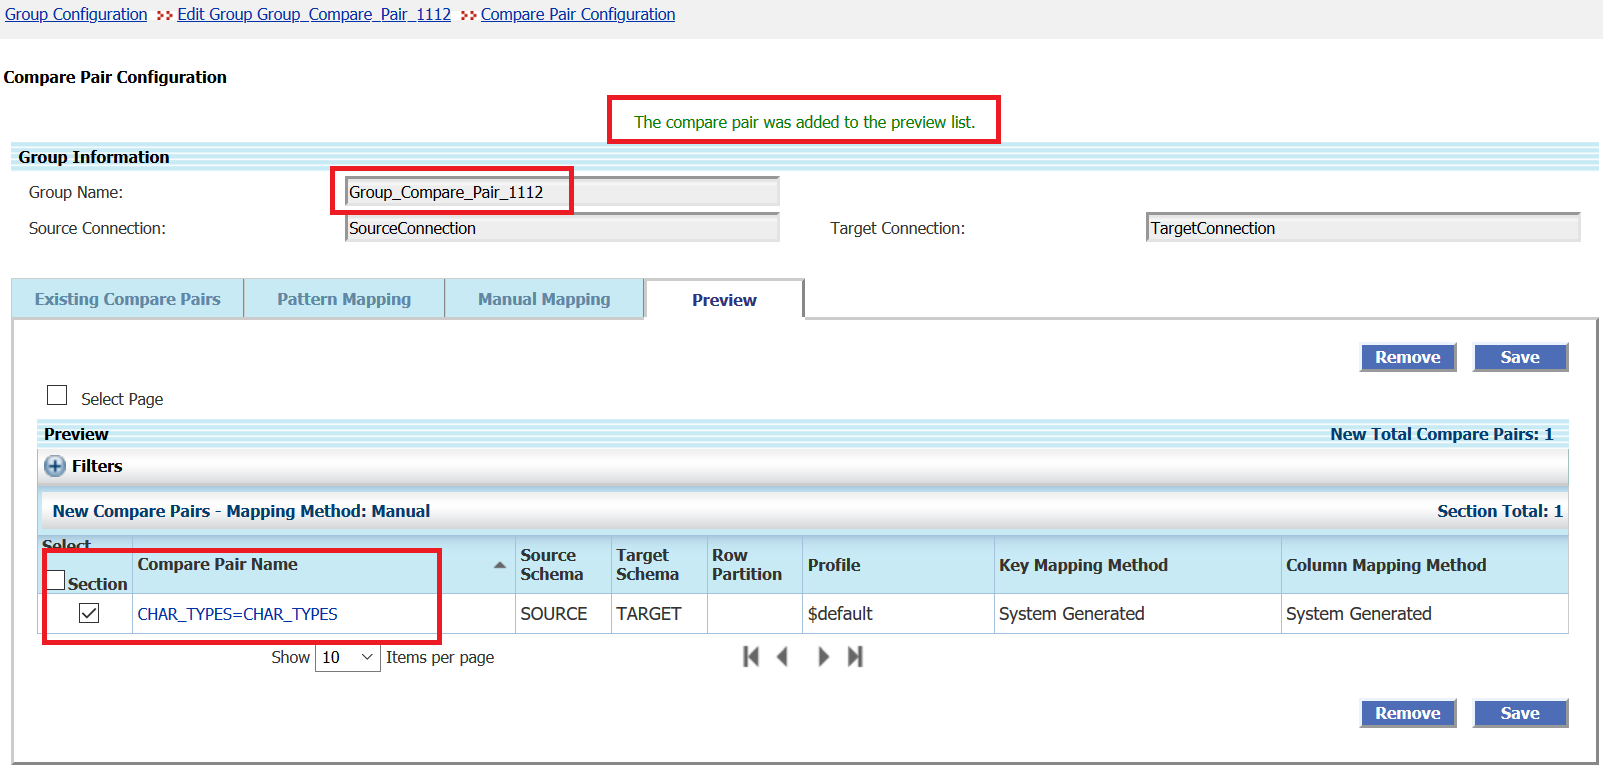 Group Configuration Edit Group Group_Compare_Pair_1112 Compare Pair Configuration
Compare Pair Configuration
The compare pair was added to the preview list.
Group Information
Group Name: Group_Compare_Pair_1112
Source Connection: SourceConnection Target Connection: TargetConnection
Existing Compare Pairs Pattern Mapping Manual Mapping Preview
Remove Save
Select Page
Preview New Total Compare Pairs: 1
Filters
New Compare Pairs - Mapping Method: Manual Section Total: 1
Select
Section Compare Pair Name Source Schema Target Schema Row Partition Profile Key Mapping Method Column Mapping Method
CHAR_TYPES=CHAR_TYPES SOURCE TARGET $default System Generated System Generated
Show 10 Items per page
Remove Save